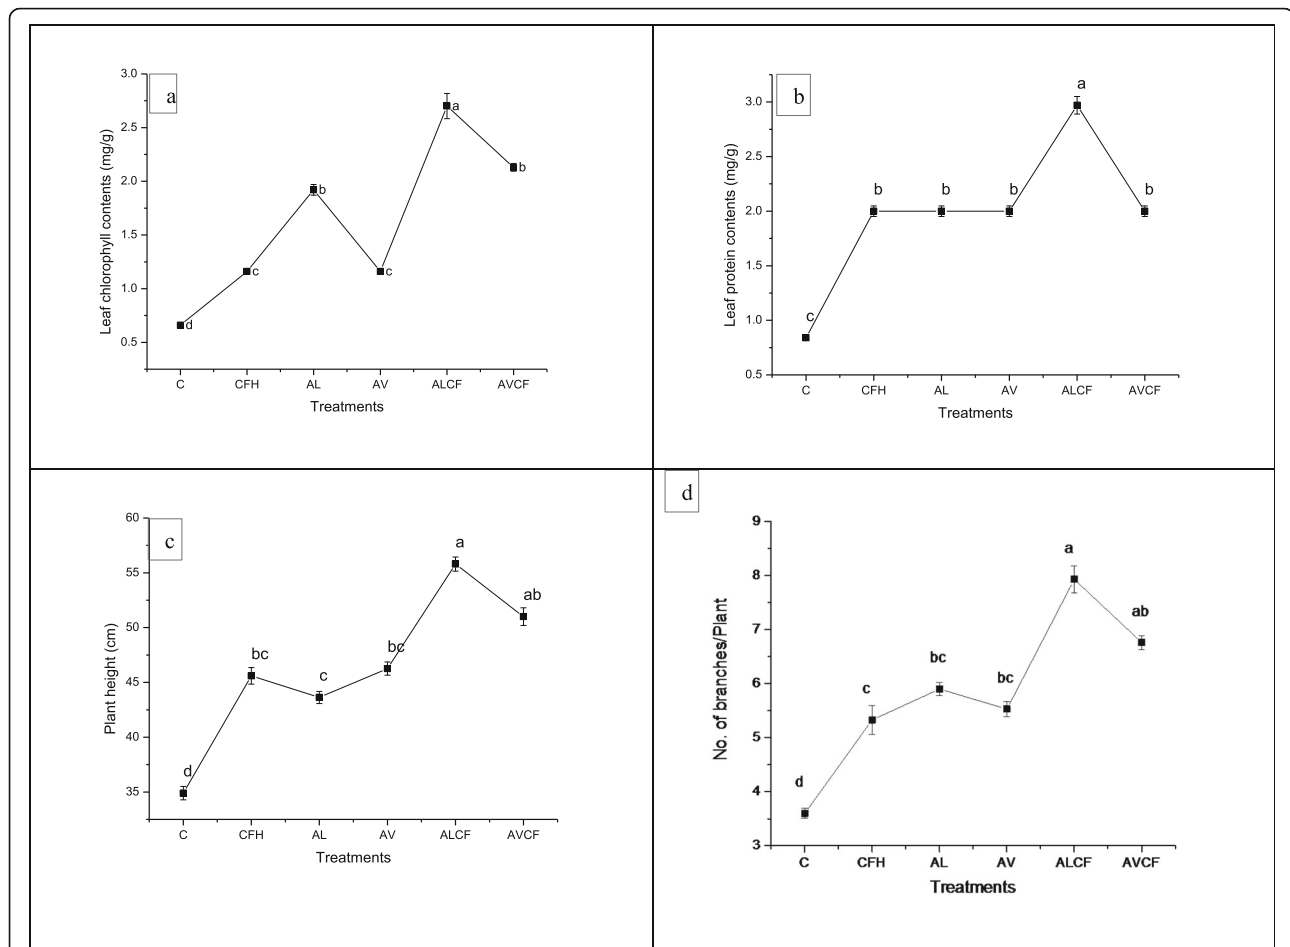 a
3.0
2.5
2.0
1.5
1.0
0.5
Leaf chlorophyll contents (mg/g)
d
c
b
c
a
b
C CFH AL AV ALCF AVCF
Treatments
b
3.0
2.5
2.0
1.5
1.0
0.5
Leaf protein contents (mg/g)
c
b
b
b
a
b
C CFH AL AV ALCF AVCF
Treatments
c
60
55
50
45
40
35
Plant height (cm)
d
bc
c
bc
a
ab
C CFH AL AV ALCF AVCF
Treatments
d
9
8
7
6
5
4
3
No. of branches/Plant
d
c
bc
bc
a
ab
C CFH AL AV ALCF AVCF
Treatments